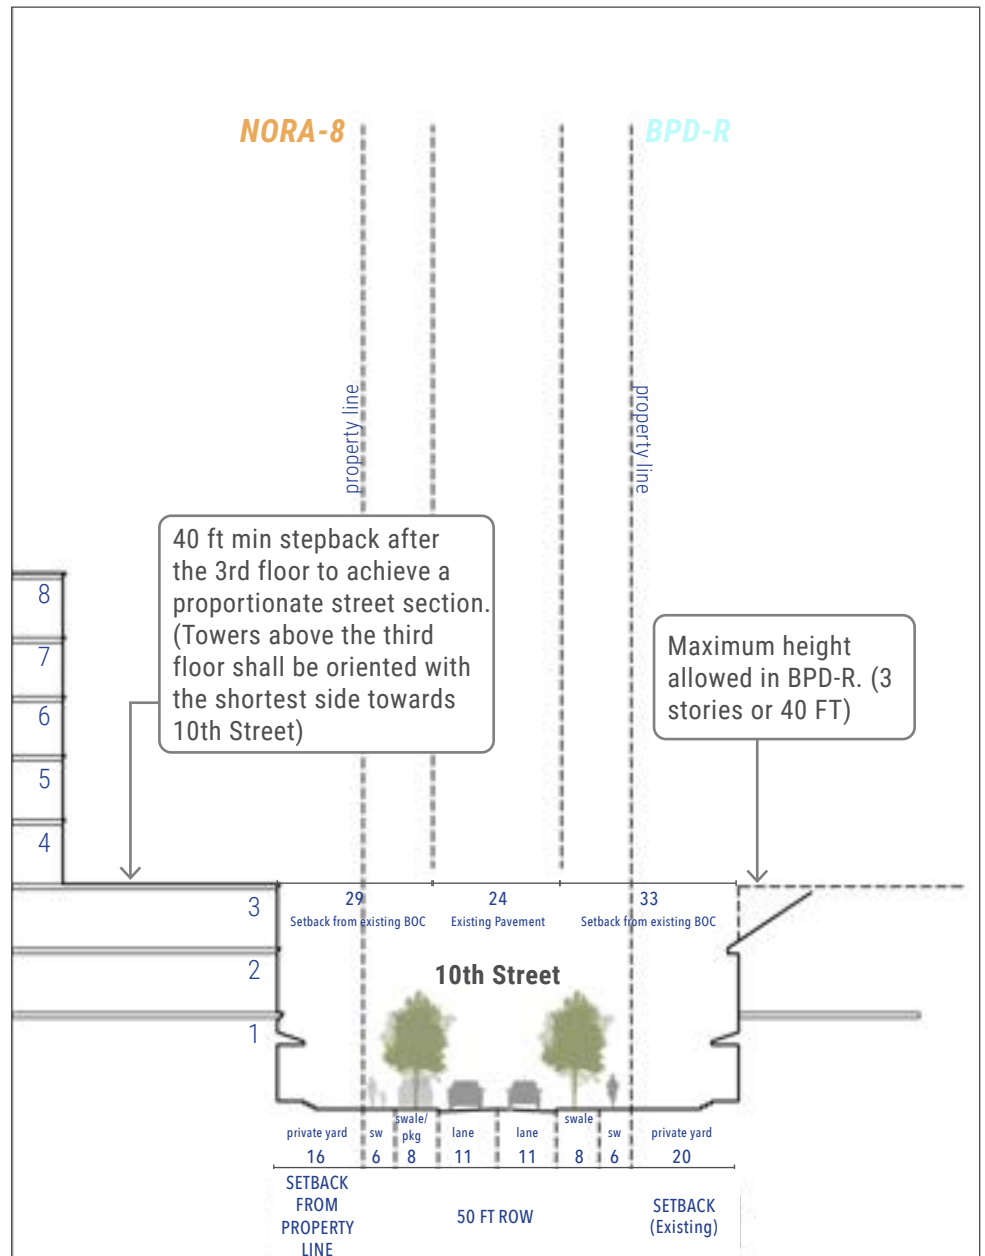 NORA-8
BPD-R
property line
property line
40 ft min stepback after
the 3rd floor to achieve a
proportionate street section.
(Towers above the third
floor shall be oriented with
the shortest side towards
10th Street)
Maximum height
allowed in BPD-R. (3
stories or 40 FT)
8
7
6
5
4
3
2
1
29
24
33
Setback from existing BOC
Existing Pavement
Setback from existing BOC
10th Street
private yard
sw
swale/
pkg
lane
lane
swale
sw
private yard
16
6
8
11
11
8
6
20
SETBACK
FROM
PROPERTY
LINE
50 FT ROW
SETBACK
(Existing)